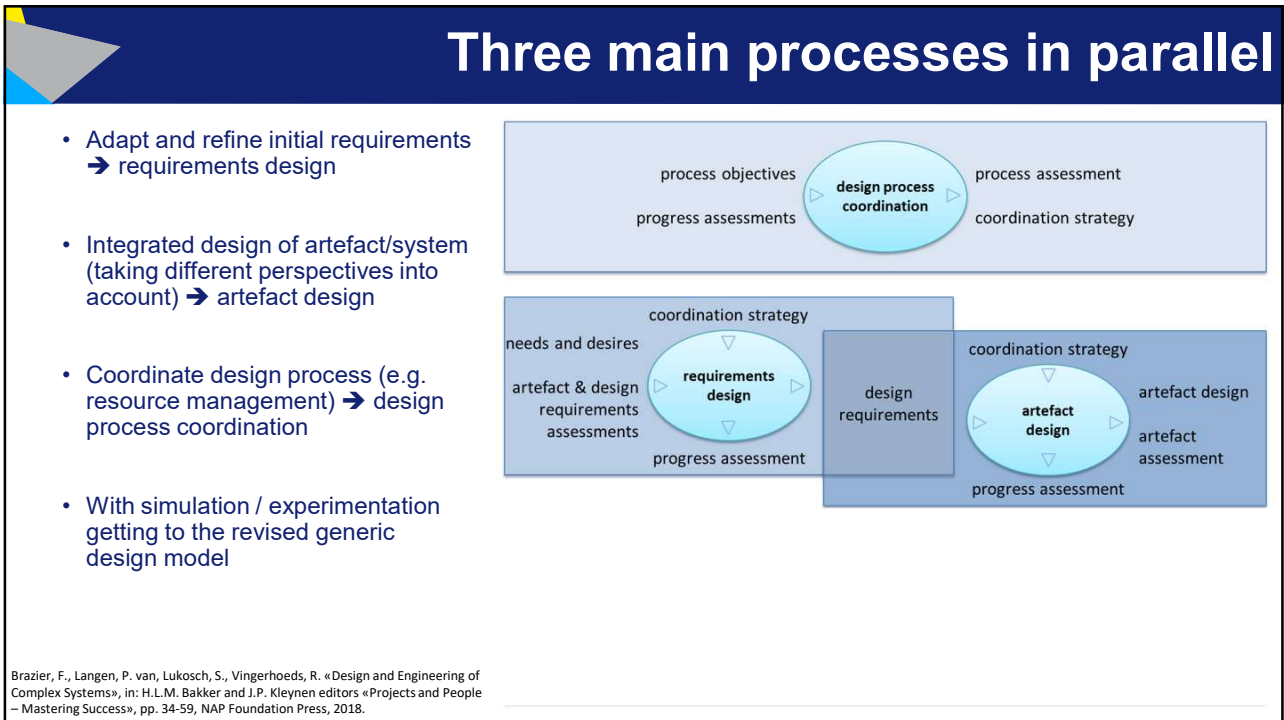 Three main processes in parallel
• Adapt and refine initial requirements
➔ requirements design
• Integrated design of artefact/system
(taking different perspectives into
account) ➔ artefact design
• Coordinate design process (e.g.
resource management) ➔ design
process coordination
• With simulation / experimentation
getting to the revised generic
design model
process objectives
progress assessments
design process
coordination
process assessment
coordination strategy
coordination strategy
needs and desires
artefact & design
requirements
assessments
requirements
design
progress assessment
design
requirements
coordination strategy
artefact
design
artefact design
artefact
assessment
progress assessment
Brazier, F., Langen, P. van, Lukosch, S., Vingerhoeds, R. «Design and Engineering of
Complex Systems», in: H.L.M. Bakker and J.P. Kleynen editors «Projects and People
– Mastering Success», pp. 34-59, NAP Foundation Press, 2018.